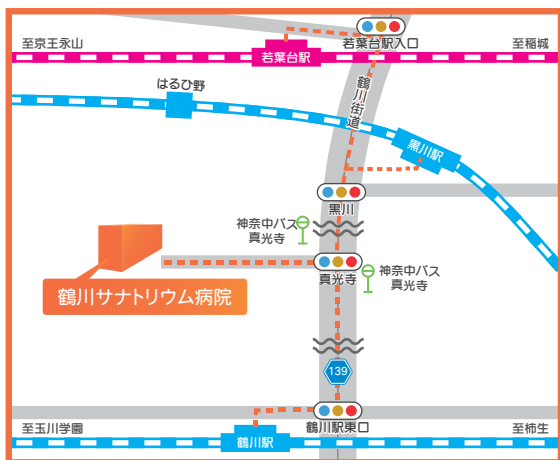 若葉台駅入口
至京王永山
至稲城
若葉台駅
はるひ野
鶴川街道
黒川駅
黒川
神奈中バス
真光寺
真光寺
神奈中バス
真光寺
鶴川サナトリウム病院
139
鶴川駅東口
至玉川学園
至柿生
鶴川駅